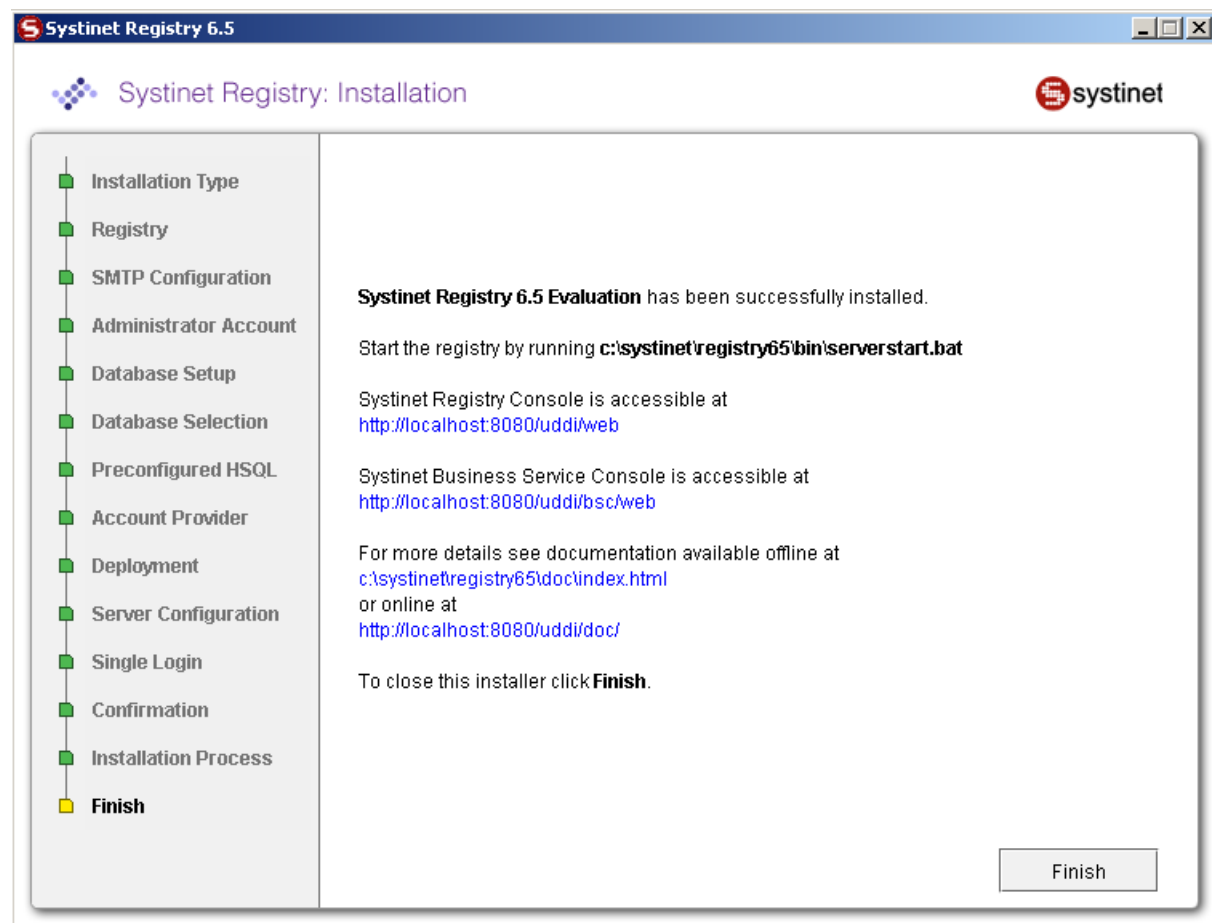 Systinet Registry 6.5
Systinet Registry: Installation
systinet
Installation Type
Registry
SMTP Configuration
Administrator Account
Database Setup
Database Selection
Preconfigured HSQL
Account Provider
Deployment
Server Configuration
Single Login
Confirmation
Installation Process
Finish
Systinet Registry 6.5 Evaluation has been successfully installed.
Start the registry by running c:\systinet\registry65\bin\serverstart.bat
Systinet Registry Console is accessible at
http://localhost:8080/uddi/web
Systinet Business Service Console is accessible at
http://localhost:8080/uddi/bsc/web
For more details see documentation available offline at
c:\systinet\registry65\doc\index.html
or online at
http://localhost:8080/uddi/doc/
To close this installer click Finish.
Finish